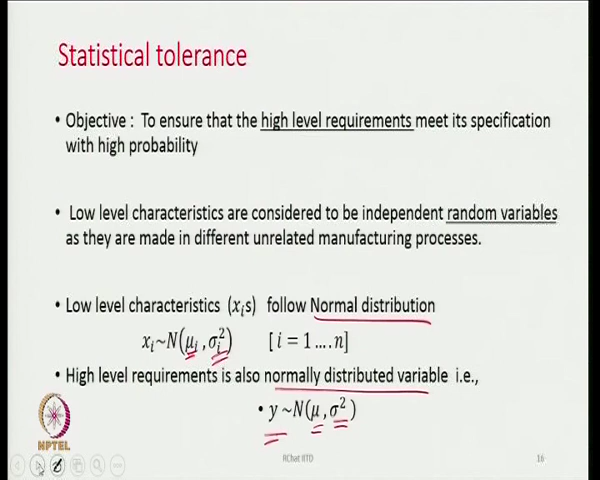 Statistical tolerance
• Objective : To ensure that the high level requirements meet its specification
with high probability
• Low level characteristics are considered to be independent random variables
as they are made in different unrelated manufacturing processes.
• Low level characteristics (xᵢs) follow Normal distribution
xᵢ~N(μᵢ,σᵢ²) [i = 1 .... n]
• High level requirements is also normally distributed variable i.e.,
• y ~N(μ,σ²)
NPTEL
RChat RTD
16